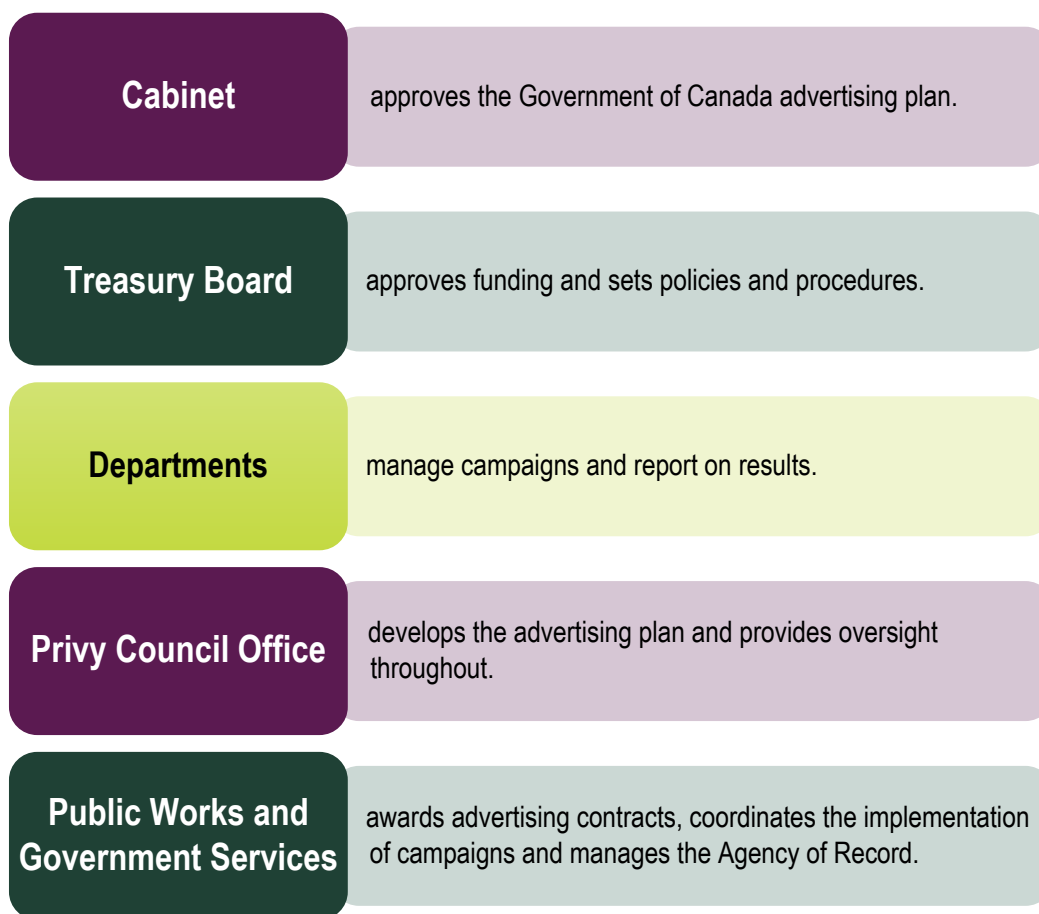 Cabinet
approves the Government of Canada advertising plan.
Treasury Board
approves funding and sets policies and procedures.
Departments
manage campaigns and report on results.
Privy Council Office
develops the advertising plan and provides oversight
throughout.
Public Works and
Government Services
awards advertising contracts, coordinates the implementation
of campaigns and manages the Agency of Record.